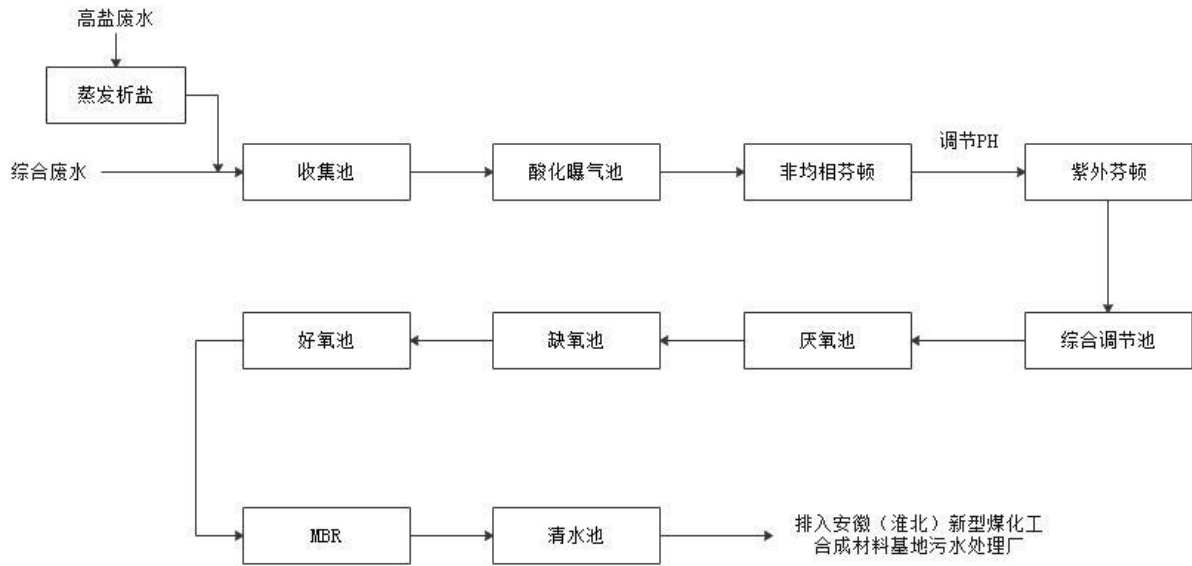 高盐废水
蒸发析盐
综合废水
收集池
酸化曝气池
非均相芬顿
调节PH
紫外芬顿
好氧池
缺氧池
厌氧池
综合调节池
MBR
清水池
排入安徽（淮北）新型煤化工
合成材料基地污水处理厂